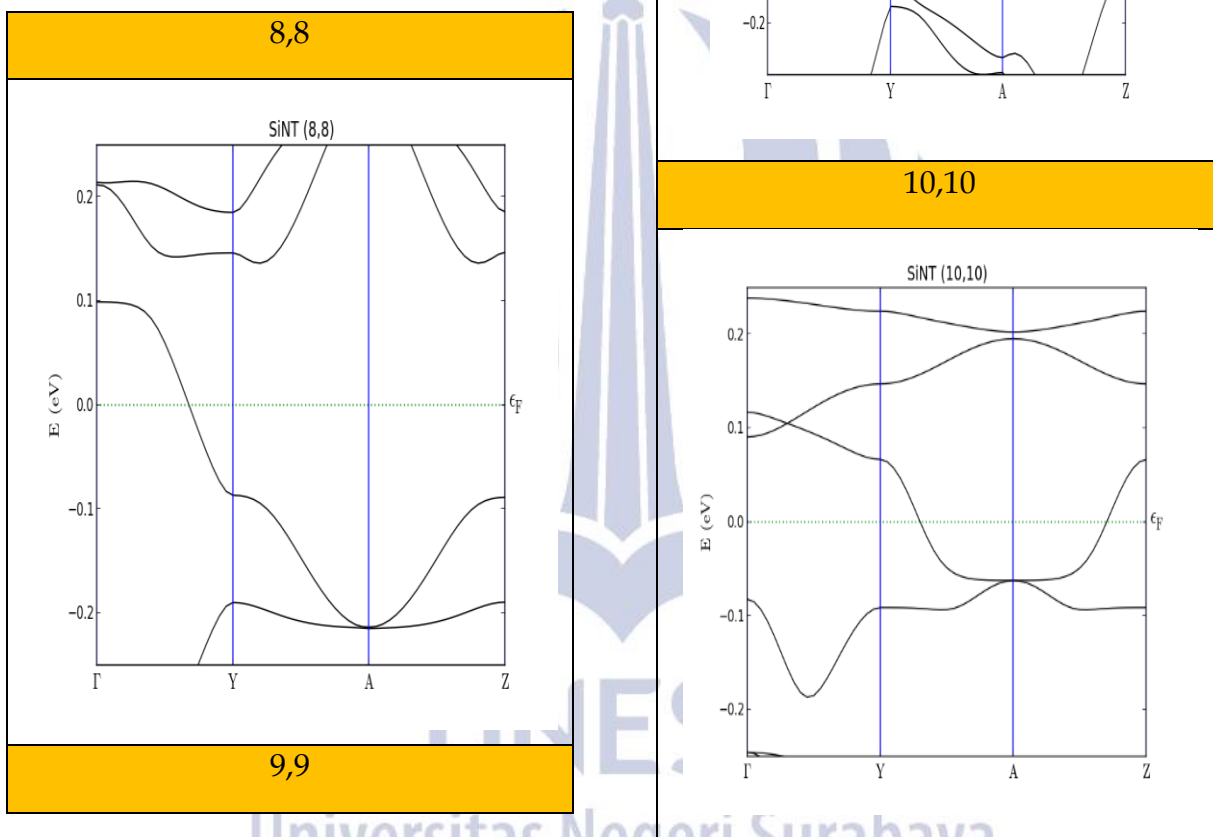 8,8
SiNT (8,8)
0.2
0.1
0.0
−0.1
−0.2
E (eV)
ϵF
Γ Y A Z
9,9
−0.2
Γ Y A Z
10,10
SiNT (10,10)
0.2
0.1
0.0
−0.1
−0.2
E (eV)
ϵF
Γ Y A Z
Universitas Negeri Surabaya